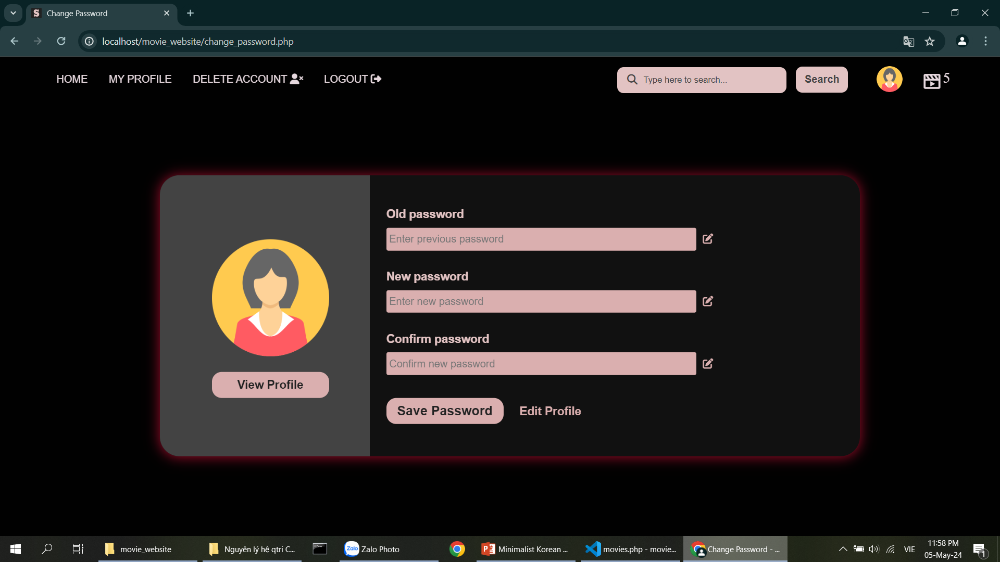 Change Password
localhost/movie_website/change_password.php
HOME MY PROFILE DELETE ACCOUNT LOGOUT Type here to search... Search 5
Old password
Enter previous password
New password
Enter new password
Confirm password
Confirm new password
View Profile
Save Password Edit Profile
movie_website Nguyên lý hệ qtri C... Zalo Zalo Photo Minimalist Korean ... movies.php - movie... Change Password - ... VIE 11:58 PM
05-May-24 1